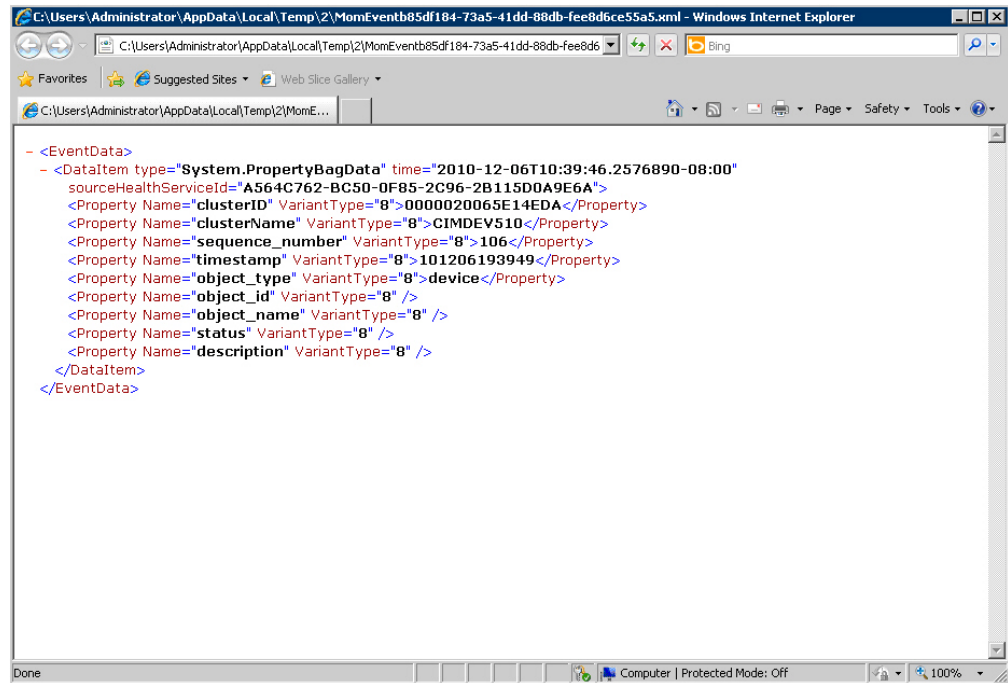 C:\Users\Administrator\AppData\Local\Temp\2\MomEventb85df184-73a5-41dd-88db-fee8d6ce55a5.xml - Windows Internet Explorer
C:\Users\Administrator\AppData\Local\Temp\2\MomEventb85df184-73a5-41dd-88db-fee8d6 Bing
Favorites Suggested Sites Web Slice Gallery
C:\Users\Administrator\AppData\Local\Temp\2\MomE... Page Safety Tools
- <EventData>
- <DataItem type="System.PropertyBagData" time="2010-12-06T10:39:46.2576890-08:00"
sourceHealthServiceId="A564C762-BC50-0F85-2C96-2B115D0A9E6A">
<Property Name="clusterID" VariantType="8">0000020065E14EDA</Property>
<Property Name="clusterName" VariantType="8">CIMDEV510</Property>
<Property Name="sequence_number" VariantType="8">106</Property>
<Property Name="timestamp" VariantType="8">101206193949</Property>
<Property Name="object_type" VariantType="8">device</Property>
<Property Name="object_id" VariantType="8" />
<Property Name="object_name" VariantType="8" />
<Property Name="status" VariantType="8" />
<Property Name="description" VariantType="8" />
</DataItem>
</EventData>
Done Computer | Protected Mode: Off 100%